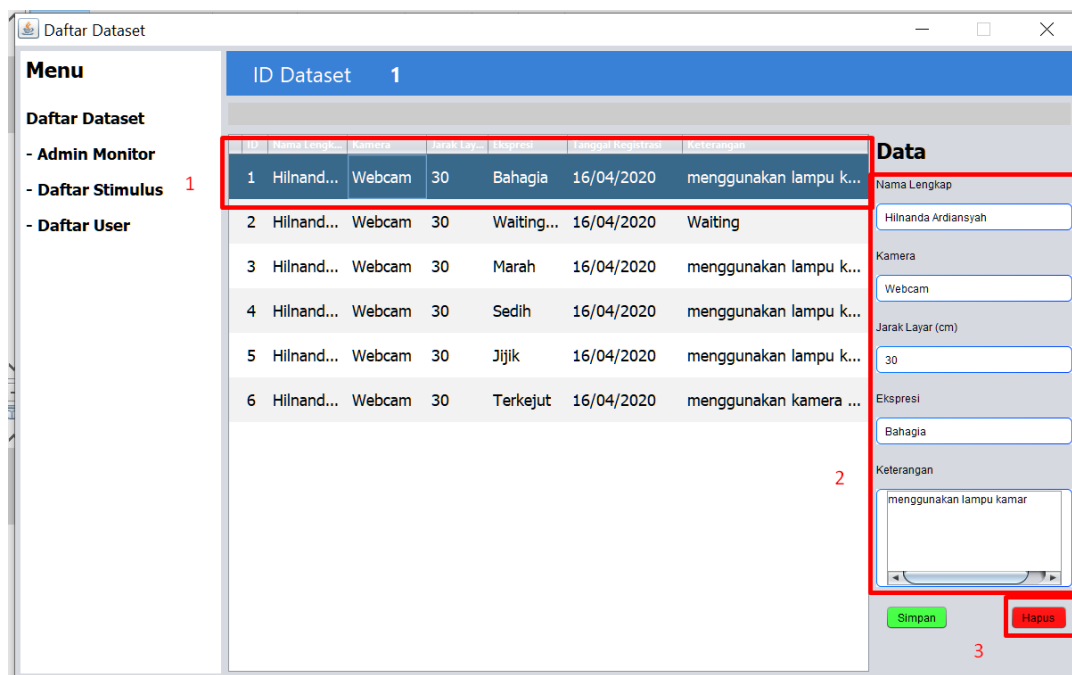 Daftar Dataset
Menu
ID Dataset 1
Daftar Dataset
- Admin Monitor
- Daftar Stimulus
- Daftar User
1
ID Nama Lengk... Kamera Jarak Lay... Ekspresi Tanggal Registrasi Keterangan
1 Hilnand... Webcam 30 Bahagia 16/04/2020 menggunakan lampu k...
2 Hilnand... Webcam 30 Waiting... 16/04/2020 Waiting
3 Hilnand... Webcam 30 Marah 16/04/2020 menggunakan lampu k...
4 Hilnand... Webcam 30 Sedih 16/04/2020 menggunakan lampu k...
5 Hilnand... Webcam 30 Jijik 16/04/2020 menggunakan lampu k...
6 Hilnand... Webcam 30 Terkejut 16/04/2020 menggunakan kamera ...
2
Data
Nama Lengkap
Hilnanda Ardiansyah
Kamera
Webcam
Jarak Layar (cm)
30
Ekspresi
Bahagia
Keterangan
menggunakan lampu kamar
Simpan Hapus
3